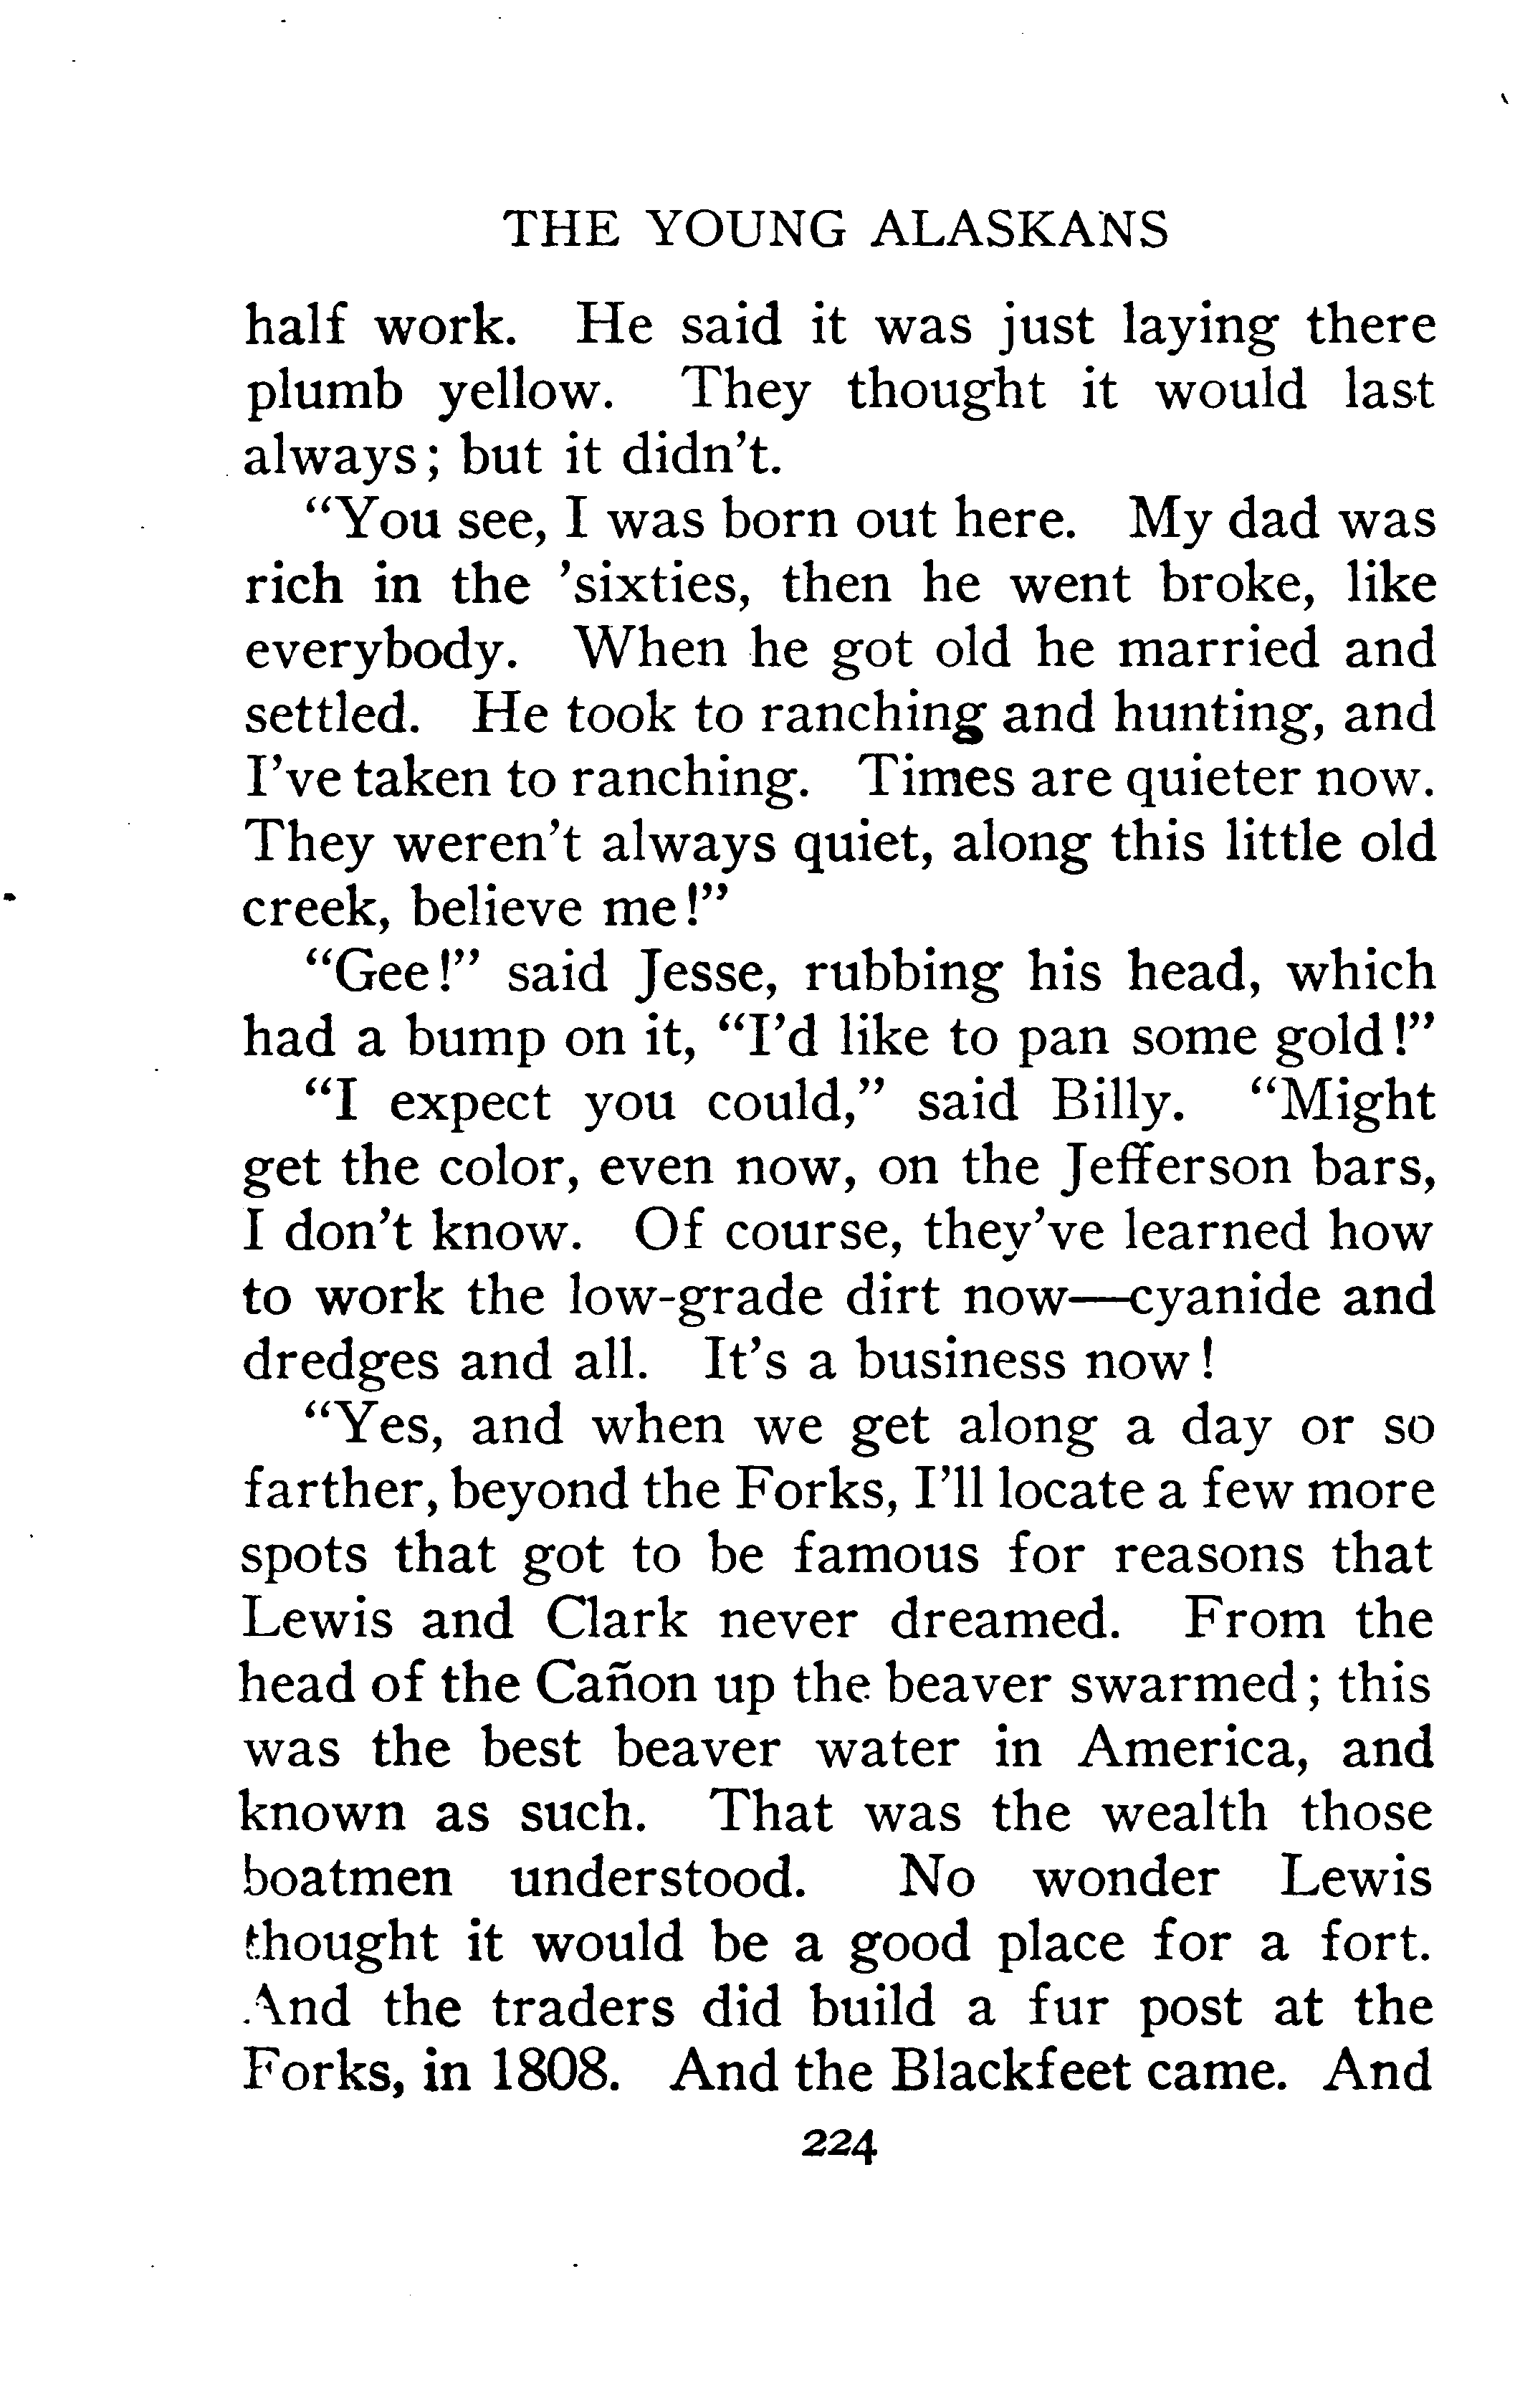 THE YOUNG ALASKANS
half work. He said it was just laying there
plumb yellow. They thought it would last
always; but it didn't.
"You see, I was born out here. My dad was
rich in the 'sixties, then he went broke, like
everybody. When he got old he married and
settled. He took to ranching and hunting, and
I've taken to ranching. Times are quieter now.
They weren't always quiet, along this little old
creek, believe me!"
"Gee!" said Jesse, rubbing his head, which
had a bump on it, "I'd like to pan some gold!"
"I expect you could," said Billy. "Might
get the color, even now, on the Jefferson bars,
I don't know. Of course, they've learned how
to work the low-grade dirt now—cyanide and
dredges and all. It's a business now!
"Yes, and when we get along a day or so
farther, beyond the Forks, I'll locate a few more
spots that got to be famous for reasons that
Lewis and Clark never dreamed. From the
head of the Cañon up the beaver swarmed; this
was the best beaver water in America, and
known as such. That was the wealth those
boatmen understood. No wonder Lewis
thought it would be a good place for a fort.
And the traders did build a fur post at the
Forks, in 1808. And the Blackfeet came. And
224